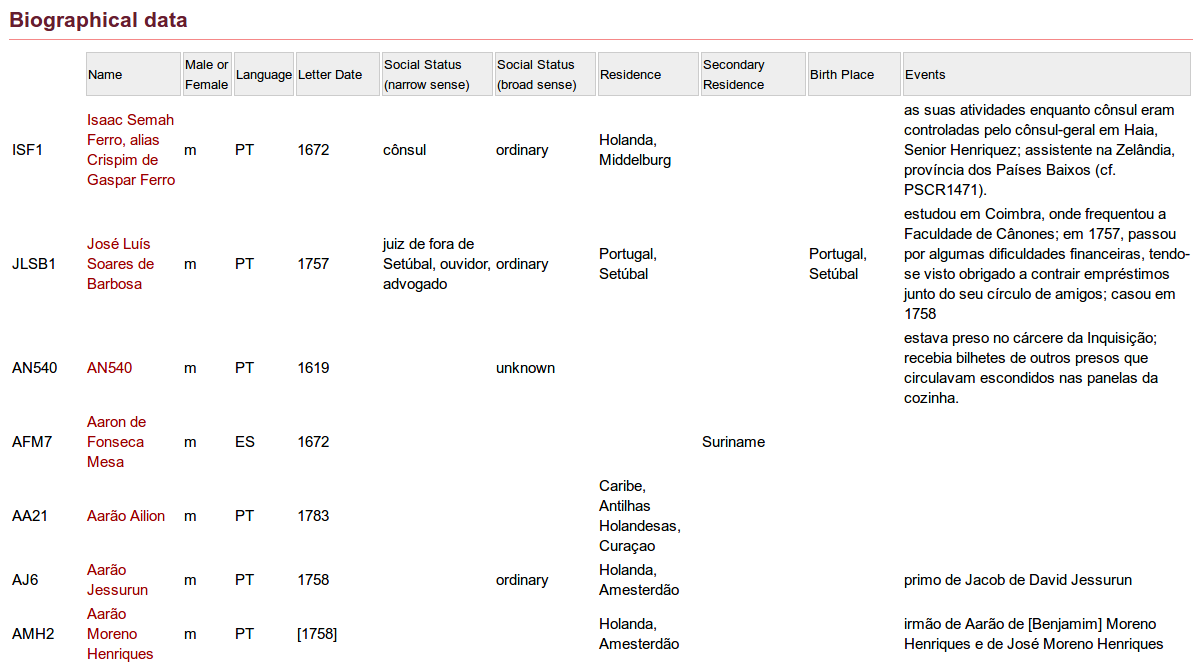 Biographical data
Name
Male or
Female
Language
Letter Date
Social Status
(narrow sense)
Social Status
(broad sense)
Residence
Secondary
Residence
Birth Place
Events
ISF1
Isaac Semah
Ferro, alias
Crispim de
Gaspar Ferro
m
PT
1672
cônsul
ordinary
Holanda,
Middelburg
as suas atividades enquanto cônsul eram
controladas pelo cônsul-geral em Haia,
Senior Henriquez; assistente na Zelândia,
província dos Países Baixos (cf.
PSCR1471).
JLSB1
José Luís
Soares de
Barbosa
m
PT
1757
juiz de fora de
Setúbal, ouvidor,
advogado
ordinary
Portugal,
Setúbal
Portugal,
Setúbal
estudou em Coimbra, onde frequentou a
Faculdade de Cânones; em 1757, passou
por algumas dificuldades financeiras, tendo-
se visto obrigado a contrair empréstimos
junto do seu círculo de amigos; casou em
1758
AN540
AN540
m
PT
1619
unknown
estava preso no cárcere da Inquisição;
recebia bilhetes de outros presos que
circulavam escondidos nas panelas da
cozinha.
AFM7
Aaron de
Fonseca
Mesa
m
ES
1672
Suriname
AA21
Aarão Ailion
m
PT
1783
Caribe,
Antilhas
Holandesas,
Curaçao
AJ6
Aarão
Jessurun
m
PT
1758
ordinary
Holanda,
Amesterdão
primo de Jacob de David Jessurun
AMH2
Aarão
Moreno
Henriques
m
PT
[1758]
Holanda,
Amesterdão
irmão de Aarão de [Benjamim] Moreno
Henriques e de José Moreno Henriques